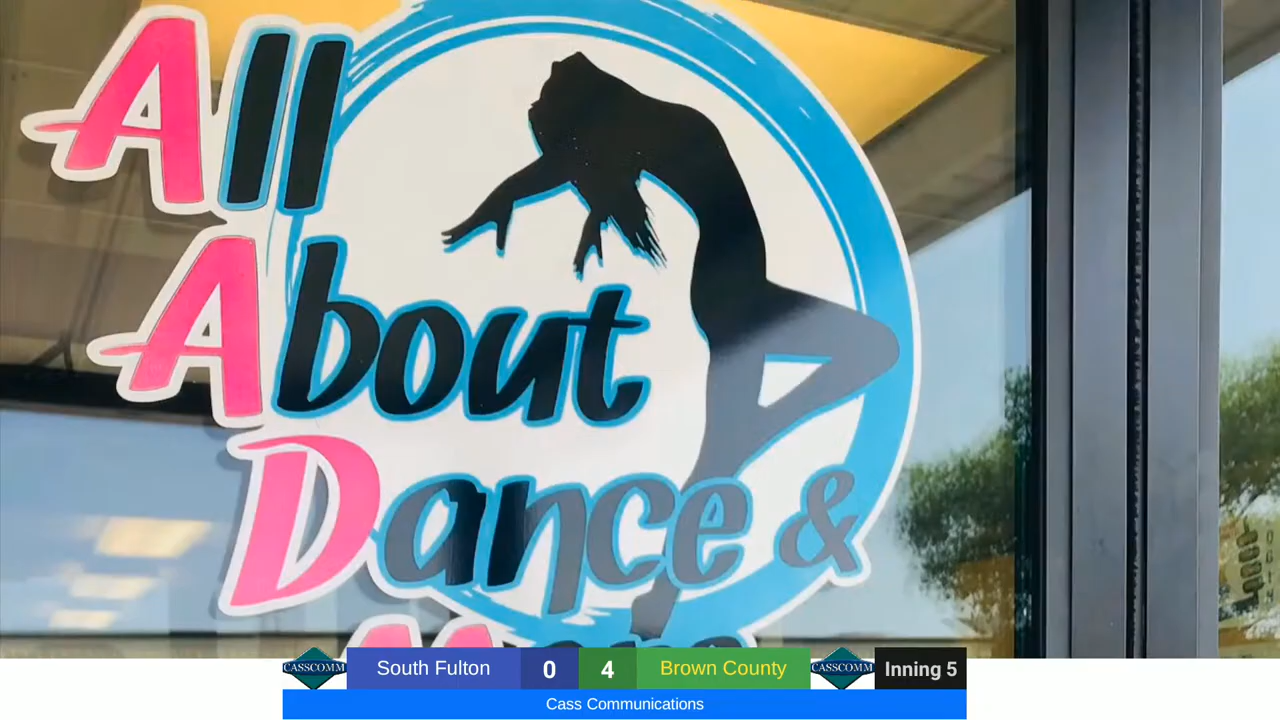 All
About
Dance &
CASSCOMM South Fulton 0 4 Brown County CASSCOMM Inning 5
Cass Communications